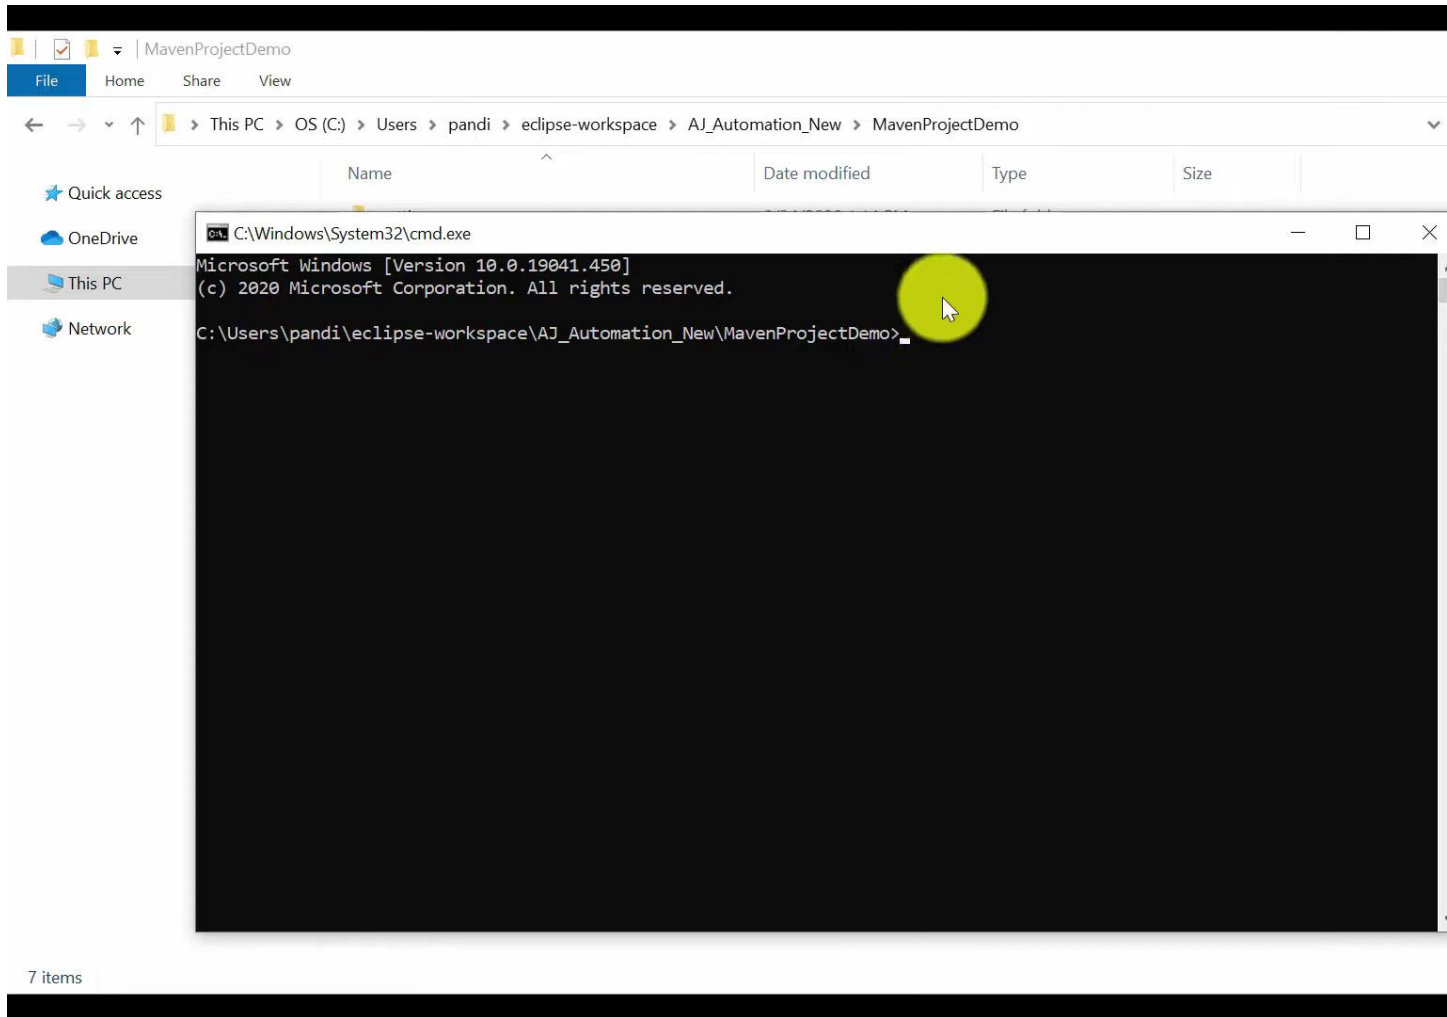 MavenProjectDemo
File Home Share View
This PC > OS (C:) > Users > pandi > eclipse-workspace > AJ_Automation_New > MavenProjectDemo
Name Date modified Type Size
Quick access
OneDrive
This PC
Network
C:\Windows\System32\cmd.exe
Microsoft Windows [Version 10.0.19041.450]
(c) 2020 Microsoft Corporation. All rights reserved.
C:\Users\pandi\eclipse-workspace\AJ_Automation_New\MavenProjectDemo>
7 items